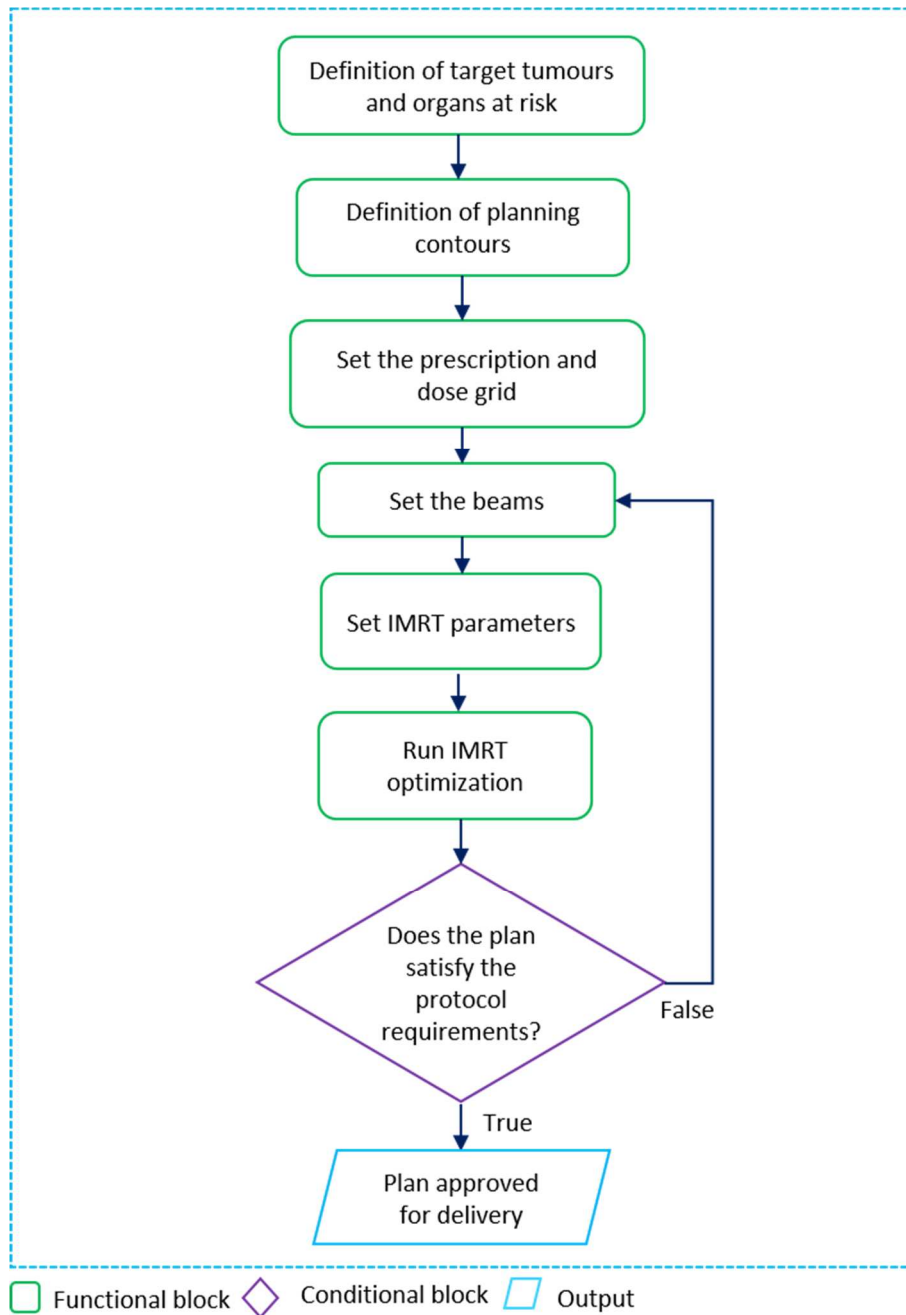 Definition of target tumours
and organs at risk
Definition of planning
contours
Set the prescription and
dose grid
Set the beams
Set IMRT parameters
Run IMRT
optimization
Does the plan
satisfy the
protocol
requirements?
False
True
Plan approved
for delivery
Functional block Conditional block Output